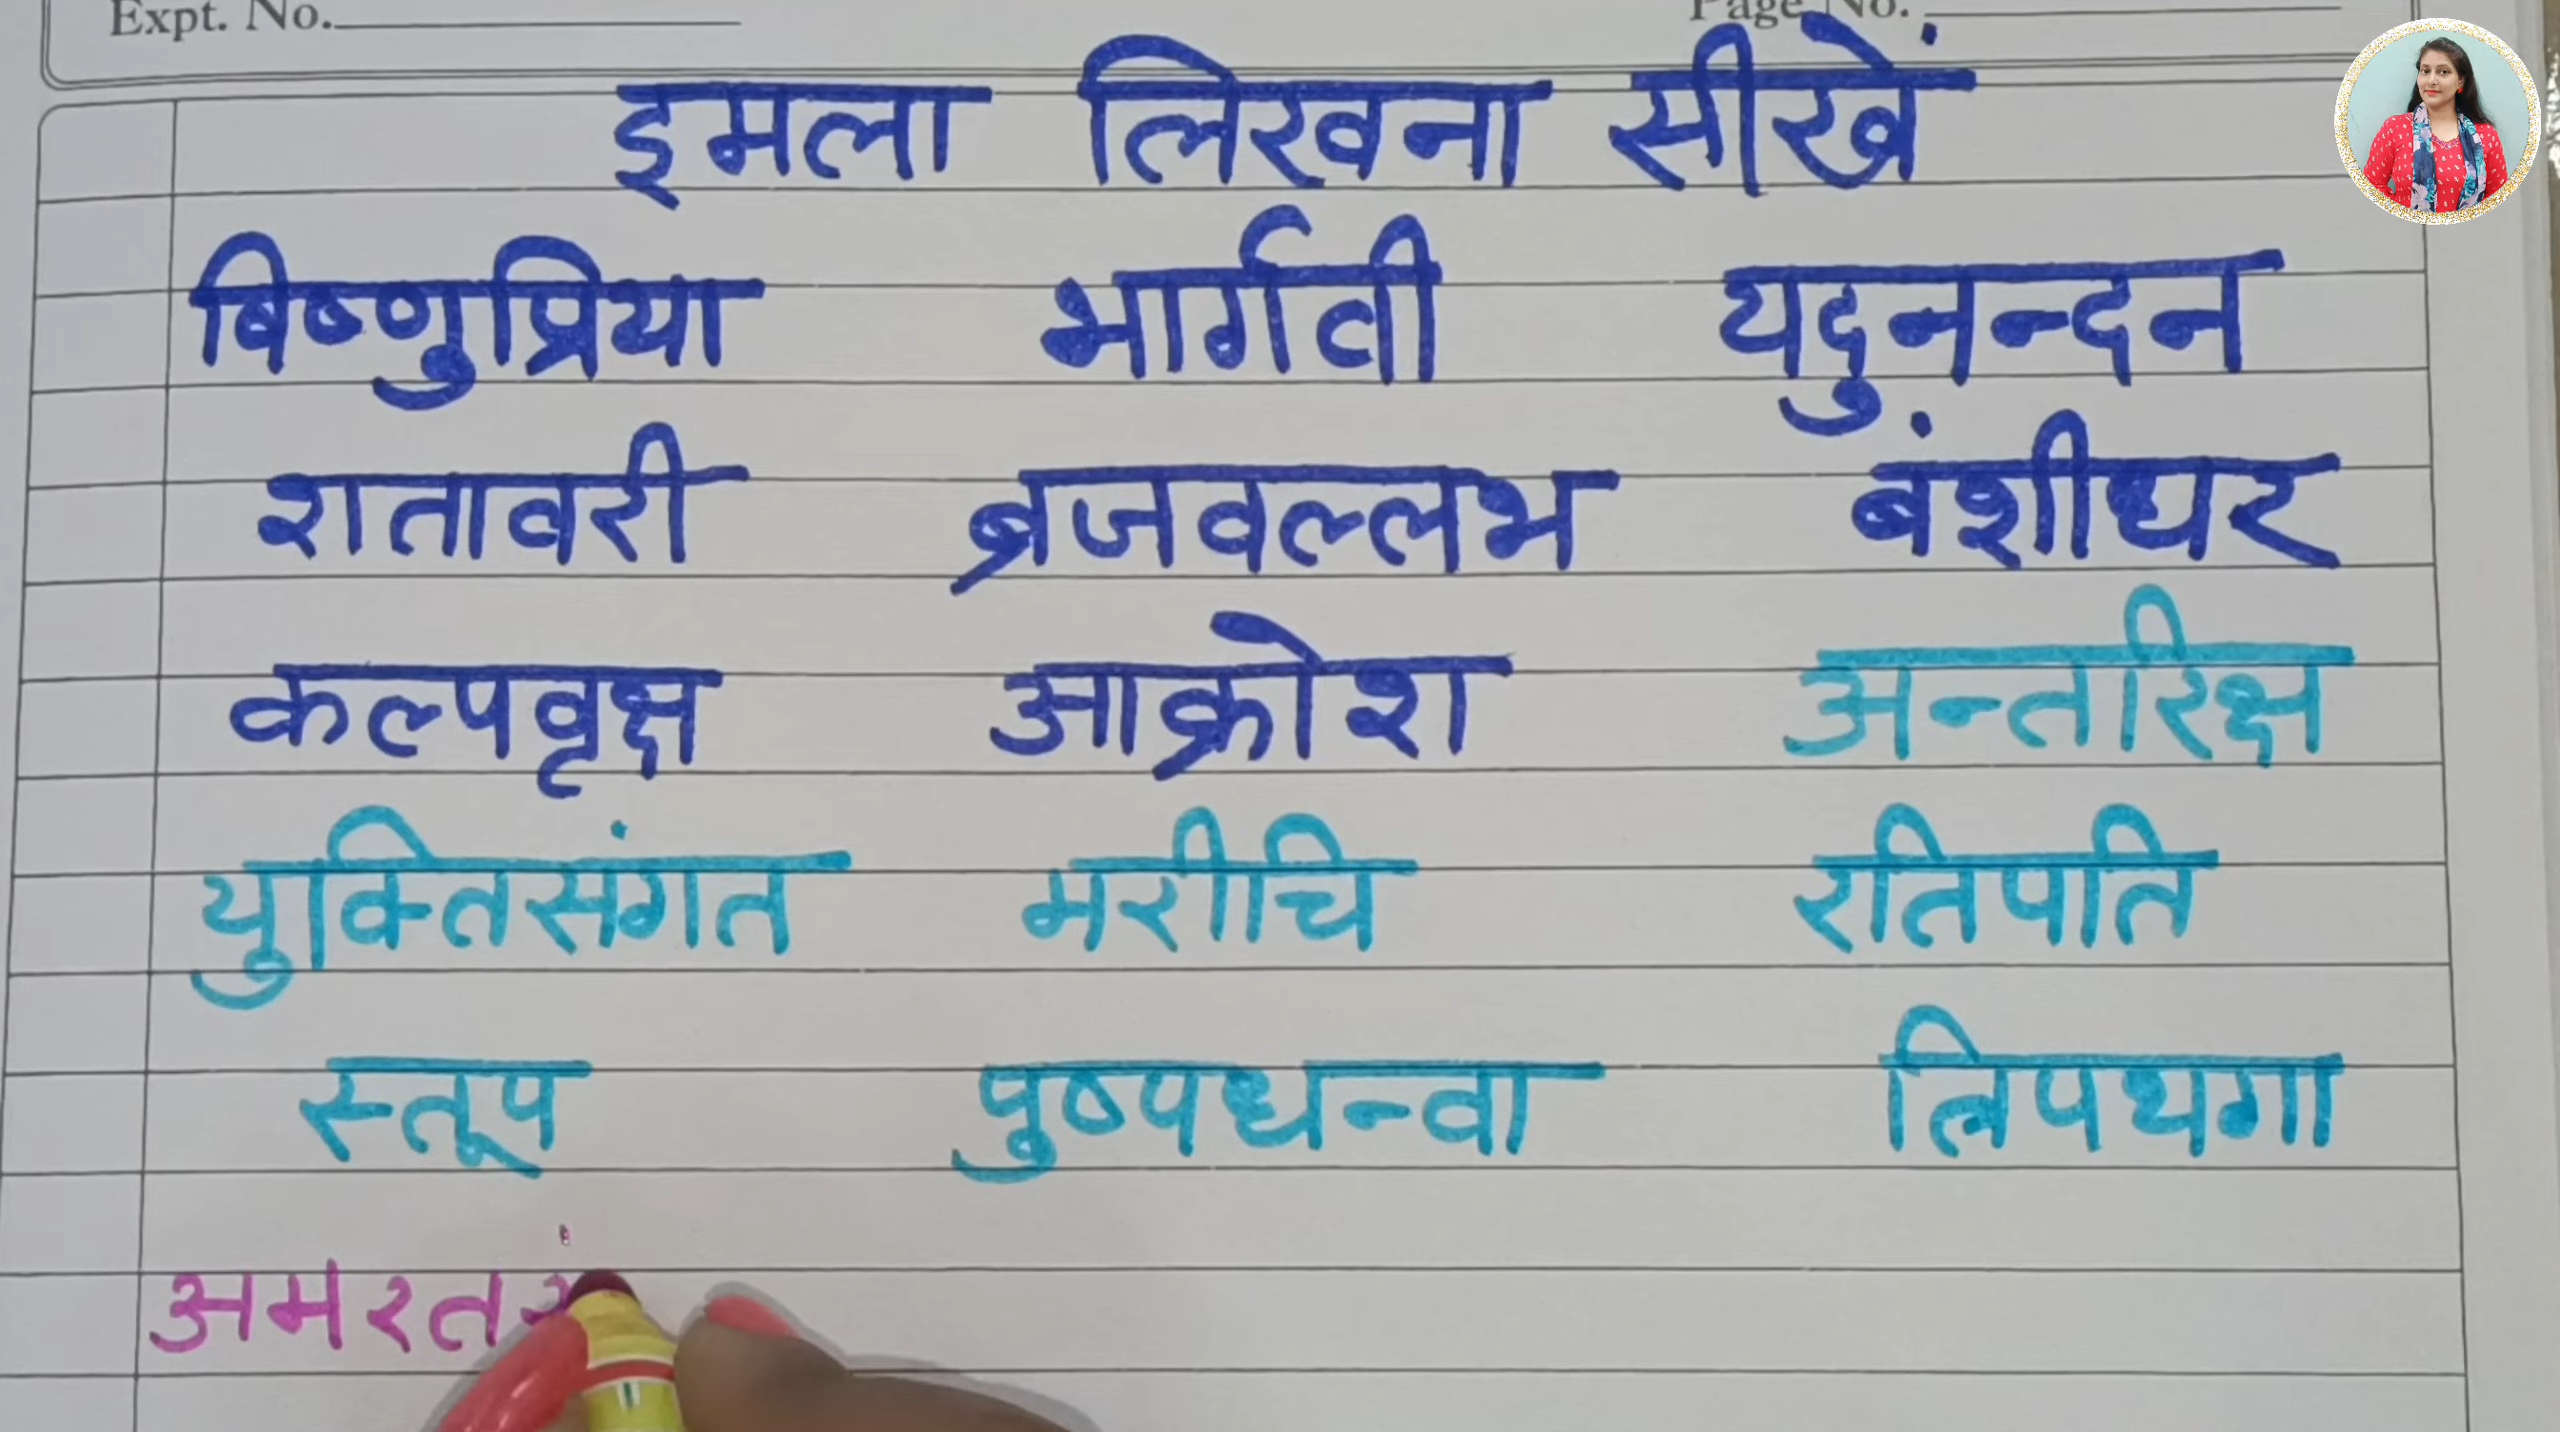 Expt. No. Page No.
इमला लिखना सीखें
बिष्णुप्रिया भार्गवी यदुनन्दन
शतावरी ब्रजवल्लभ बंशीधर
कल्पवृक्ष आक्रोश अन्तरिक्ष
युक्तिसंगत मरीचि रतिपति
स्तूप पुष्पधन्वा त्रिपथगा